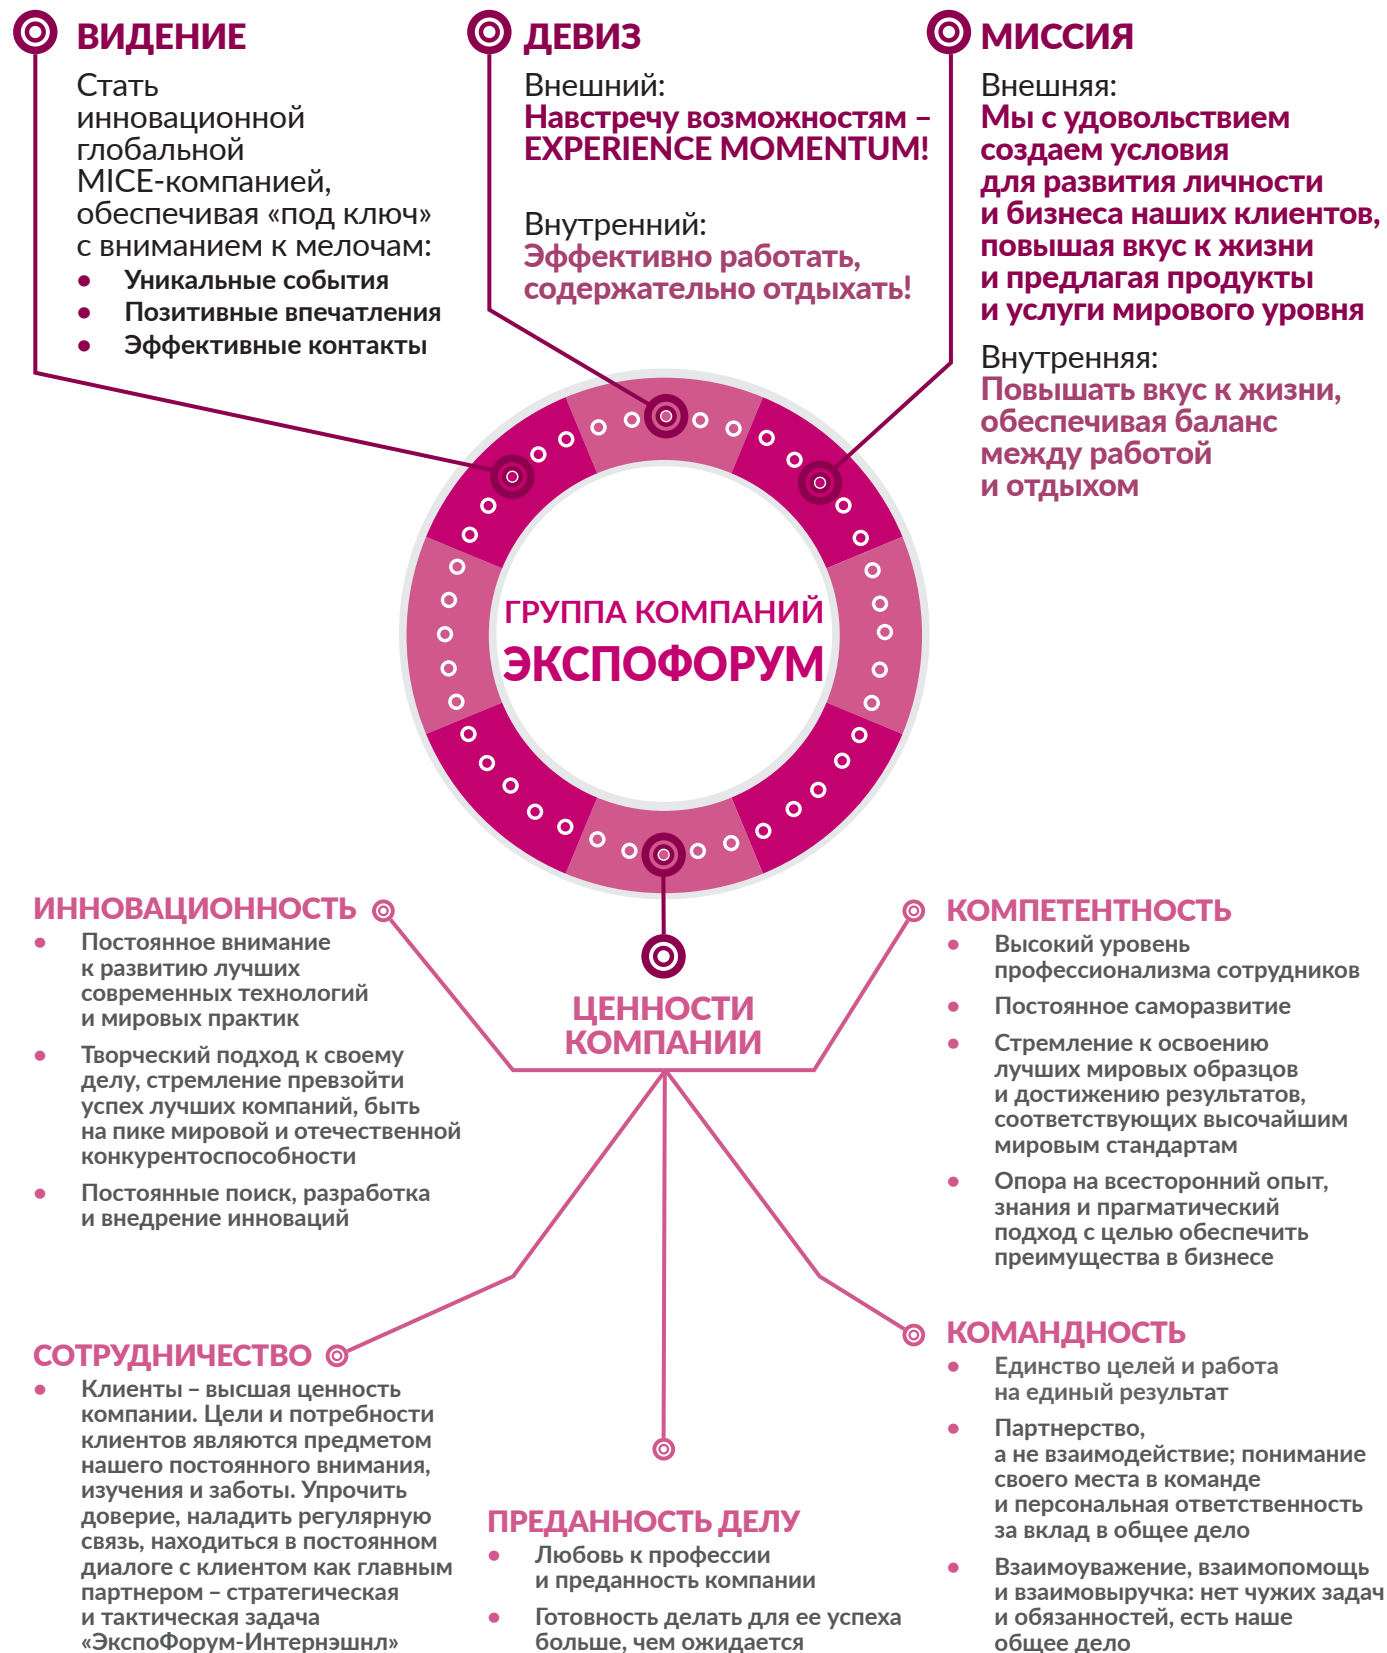 ВИДЕНИЕ
Стать
инновационной
глобальной
MICE-компанией,
обеспечивая «под ключ»
с вниманием к мелочам:
• Уникальные события
• Позитивные впечатления
• Эффективные контакты
ДЕВИЗ
Внешний:
Навстречу возможностям –
EXPERIENCE MOMENTUM!
Внутренний:
Эффективно работать,
содержательно отдыхать!
МИССИЯ
Внешняя:
Мы с удовольствием
создаем условия
для развития личности
и бизнеса наших клиентов,
повышая вкус к жизни
и предлагая продукты
и услуги мирового уровня
Внутренняя:
Повышать вкус к жизни,
обеспечивая баланс
между работой
и отдыхом
ГРУППА КОМПАНИЙ
ЭКСПОФОРУМ
ЦЕННОСТИ
КОМПАНИИ
ИННОВАЦИОННОСТЬ
• Постоянное внимание
к развитию лучших
современных технологий
и мировых практик
• Творческий подход к своему
делу, стремление превзойти
успех лучших компаний, быть
на пике мировой и отечественной
конкурентоспособности
• Постоянные поиск, разработка
и внедрение инноваций
КОМПЕТЕНТНОСТЬ
• Высокий уровень
профессионализма сотрудников
• Постоянное саморазвитие
• Стремление к освоению
лучших мировых образцов
и достижению результатов,
соответствующих высочайшим
мировым стандартам
• Опора на всесторонний опыт,
знания и прагматический
подход с целью обеспечить
преимущества в бизнесе
СОТРУДНИЧЕСТВО
• Клиенты – высшая ценность
компании. Цели и потребности
клиентов являются предметом
нашего постоянного внимания,
изучения и заботы. Упрочить
доверие, наладить регулярную
связь, находиться в постоянном
диалоге с клиентом как главным
партнером – стратегическая
и тактическая задача
«ЭкспоФорум-Интернэшнл»
ПРЕДАННОСТЬ ДЕЛУ
• Любовь к профессии
и преданность компании
• Готовность делать для ее успеха
больше, чем ожидается
КОМАНДНОСТЬ
• Единство целей и работа
на единый результат
• Партнерство,
а не взаимодействие; понимание
своего места в команде
и персональная ответственность
за вклад в общее дело
• Взаимоуважение, взаимопомощь
и взаимовыручка: нет чужих задач
и обязанностей, есть наше
общее дело